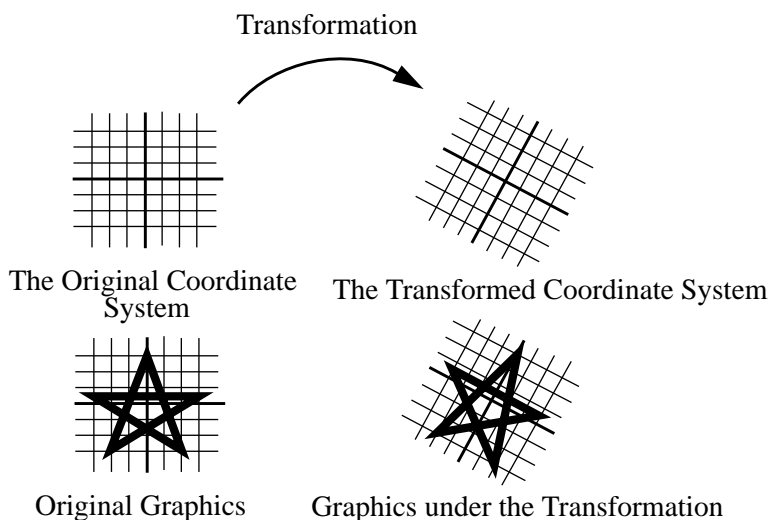 Transformation
The Original Coordinate
System
The Transformed Coordinate System
Original Graphics
Graphics under the Transformation